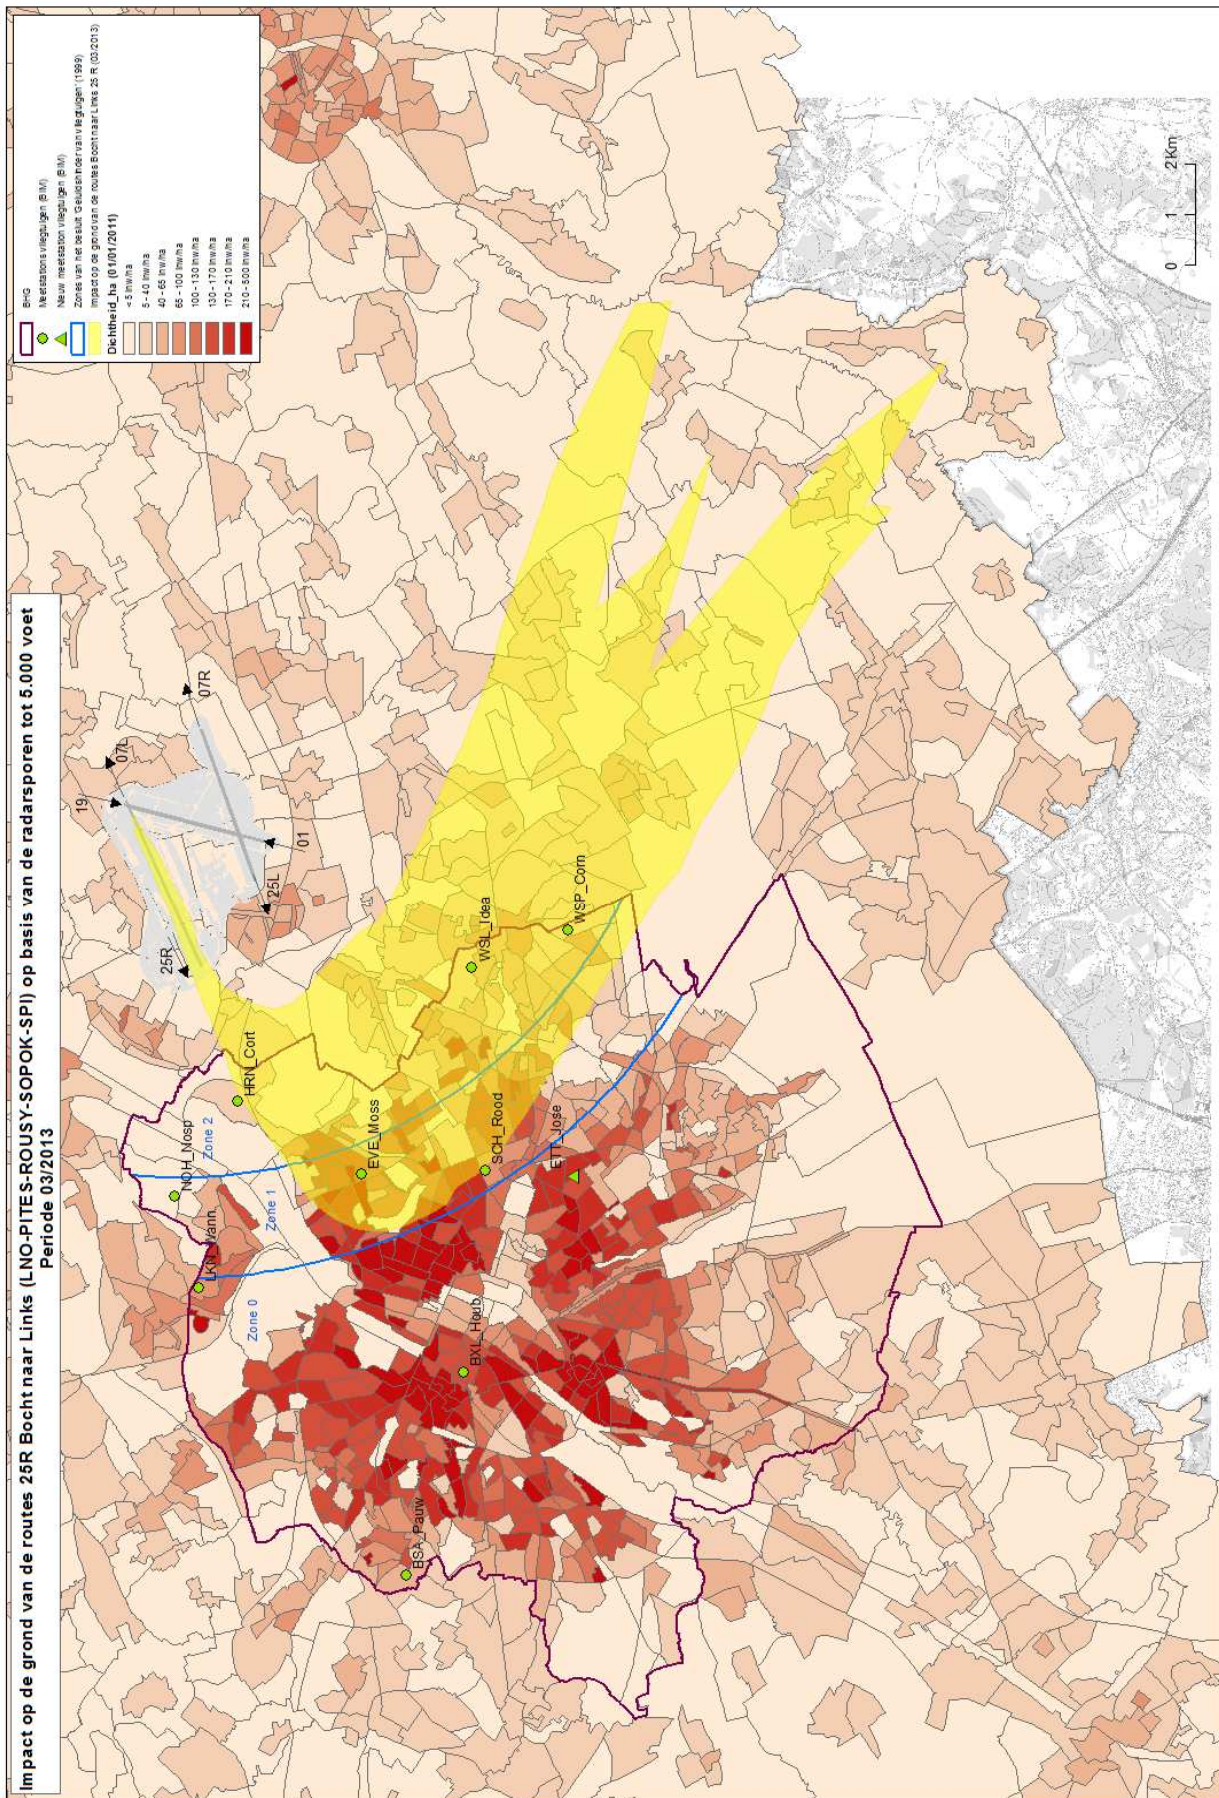 Impact op de grond van de routes 25R Bocht naar Links (LNO-PITES-ROUSY-SOPOK-SPI) op basis van de radarsporen tot 5.000 voet
Periode 03/2013
BHG
Meetstations vliegtuigen (BIM)
Nieuw meetstation vliegtuigen (BIM)
Zones van het besluit 'Geluidshinder van vliegtuigen' (1999)
Impact op de grond van de routes Bocht naar Links 25 R (03/2013)
Dichtheid_ha (01/01/2011)
< 5 inw/ha
5 - 40 inw/ha
40 - 65 inw/ha
65 - 100 inw/ha
100 - 130 inw/ha
130 - 170 inw/ha
170 - 210 inw/ha
210 - 500 inw/ha
19
07L
07R
25R
25L
01
HRN_Cort
NOH_Nosp
Zone 2
Zone 1
LKN_Wann
Zone 0
EVE_Moss
WSL_Idea
SCH_Rood
WSP_Corn
ETT_Jose
BXL_Houb
BSA_Pauw
0 1 2 Km